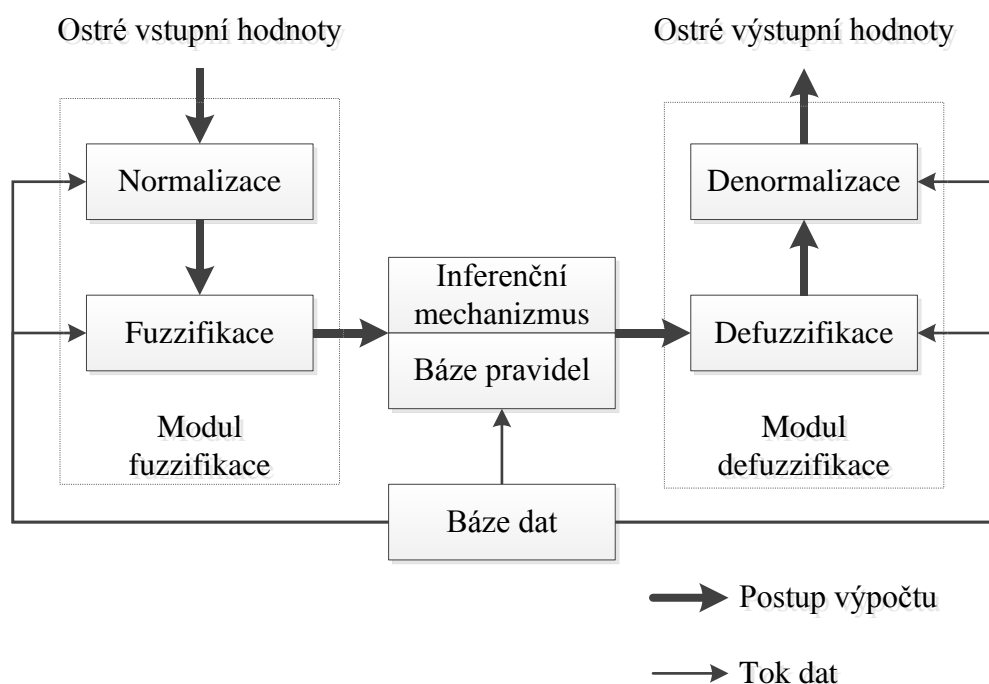 Ostré vstupní hodnoty
Ostré výstupní hodnoty
Normalizace
Denormalizace
Inferenční
mechanizmus
Fuzzifikace
Defuzzifikace
Báze pravidel
Modul
fuzzifikace
Modul
defuzzifikace
Báze dat
Postup výpočtu
Tok dat